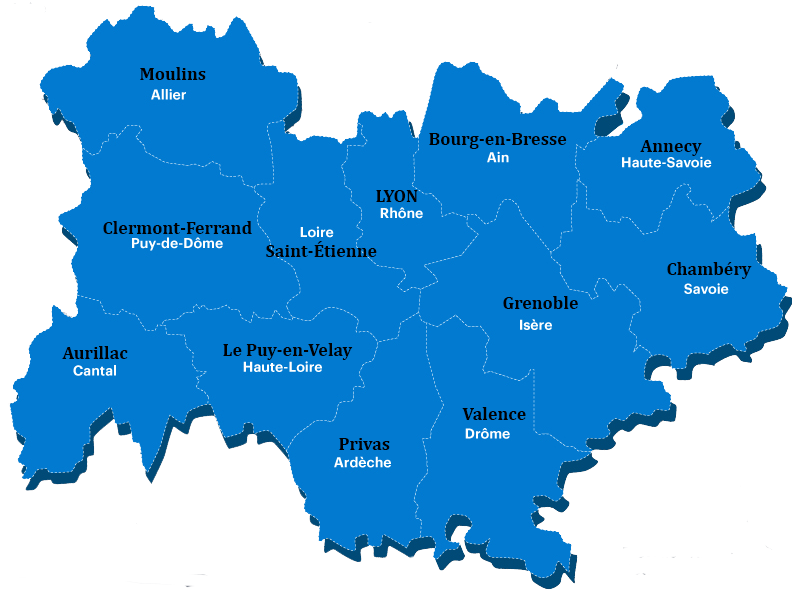 Moulins
Allier
Bourg-en-Bresse
Ain
Annecy
Haute-Savoie
LYON
Rhône
Clermont-Ferrand
Puy-de-Dôme
Loire
Saint-Étienne
Chambéry
Savoie
Grenoble
Isère
Aurillac
Cantal
Le Puy-en-Velay
Haute-Loire
Valence
Drôme
Privas
Ardèche